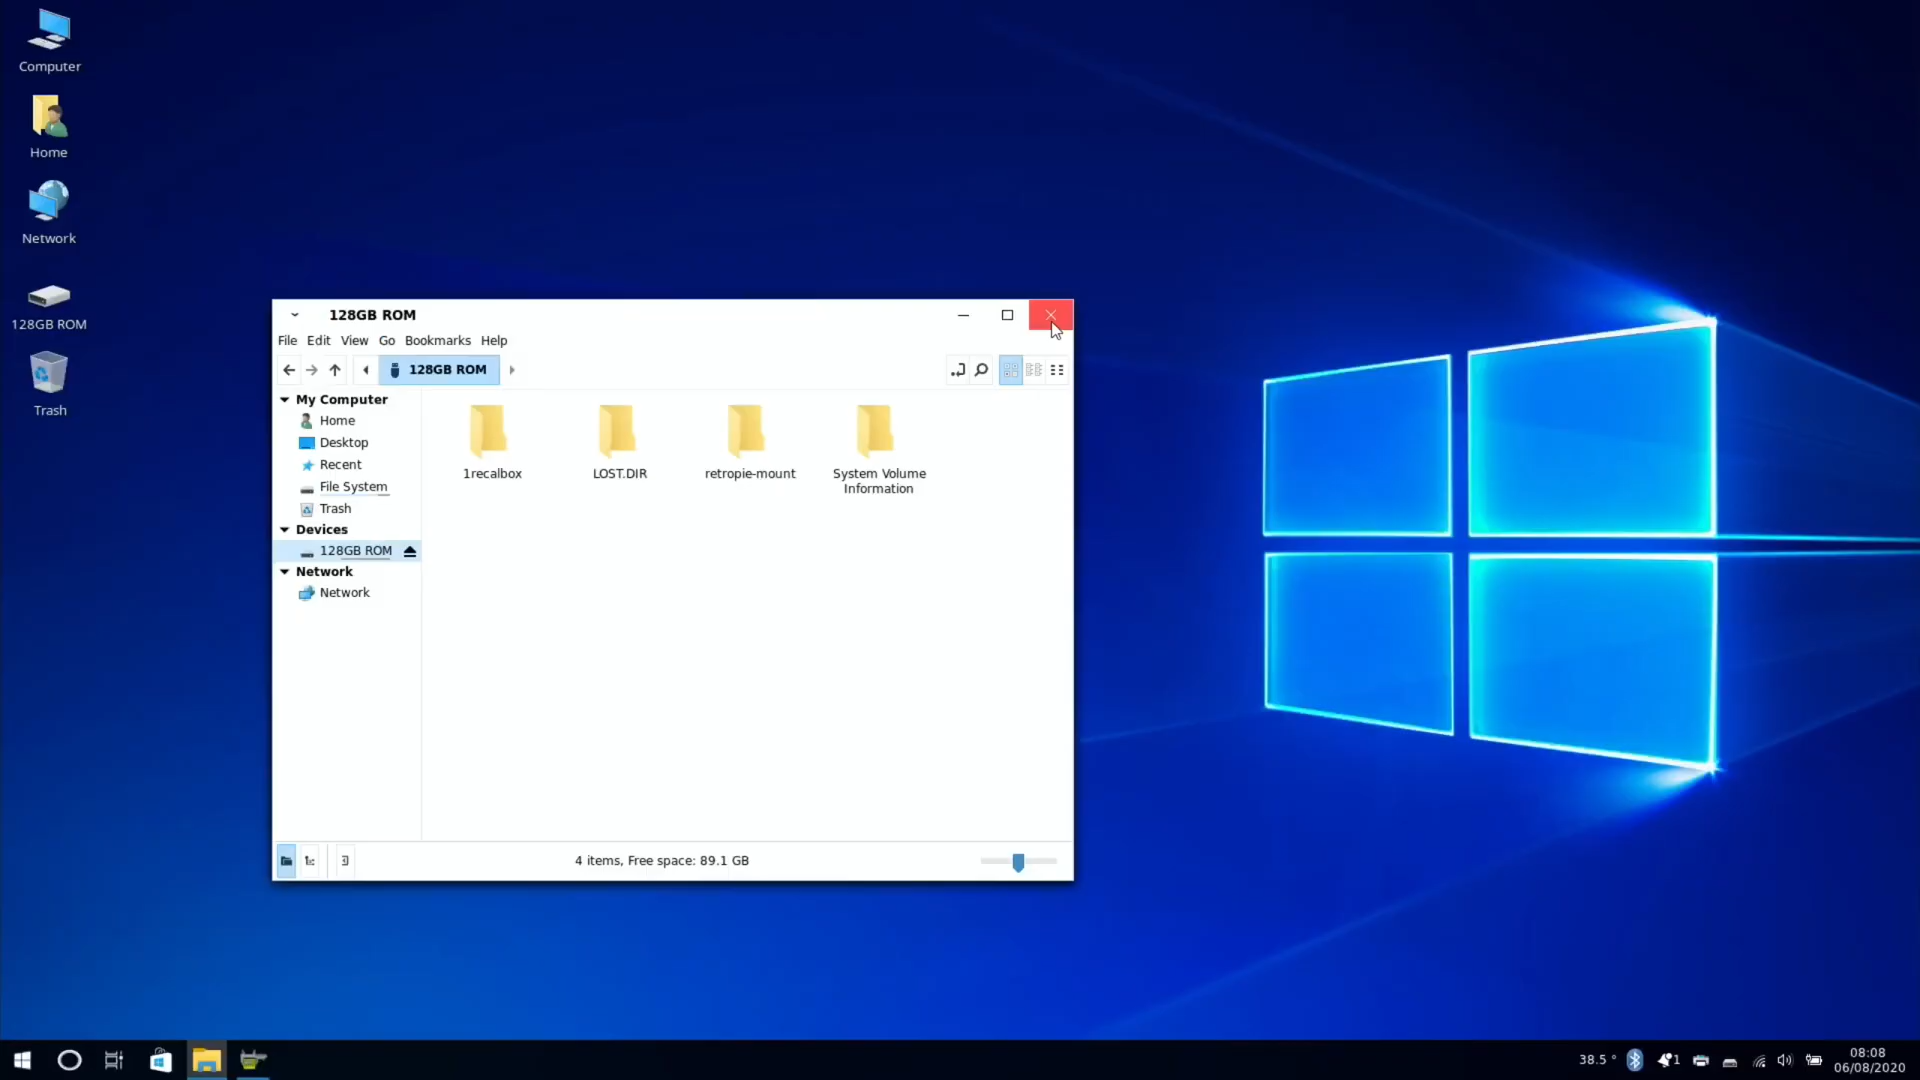 Computer
Home
Network
128GB ROM
Trash
128GB ROM
File Edit View Go Bookmarks Help
128GB ROM
My Computer
Home
Desktop
Recent
File System
Trash
Devices
128GB ROM
Network
Network
1recalbox
LOST.DIR
retropie-mount
System Volume
Information
4 items, Free space: 89.1 GB
38.5 °
1
08:08
06/08/2020